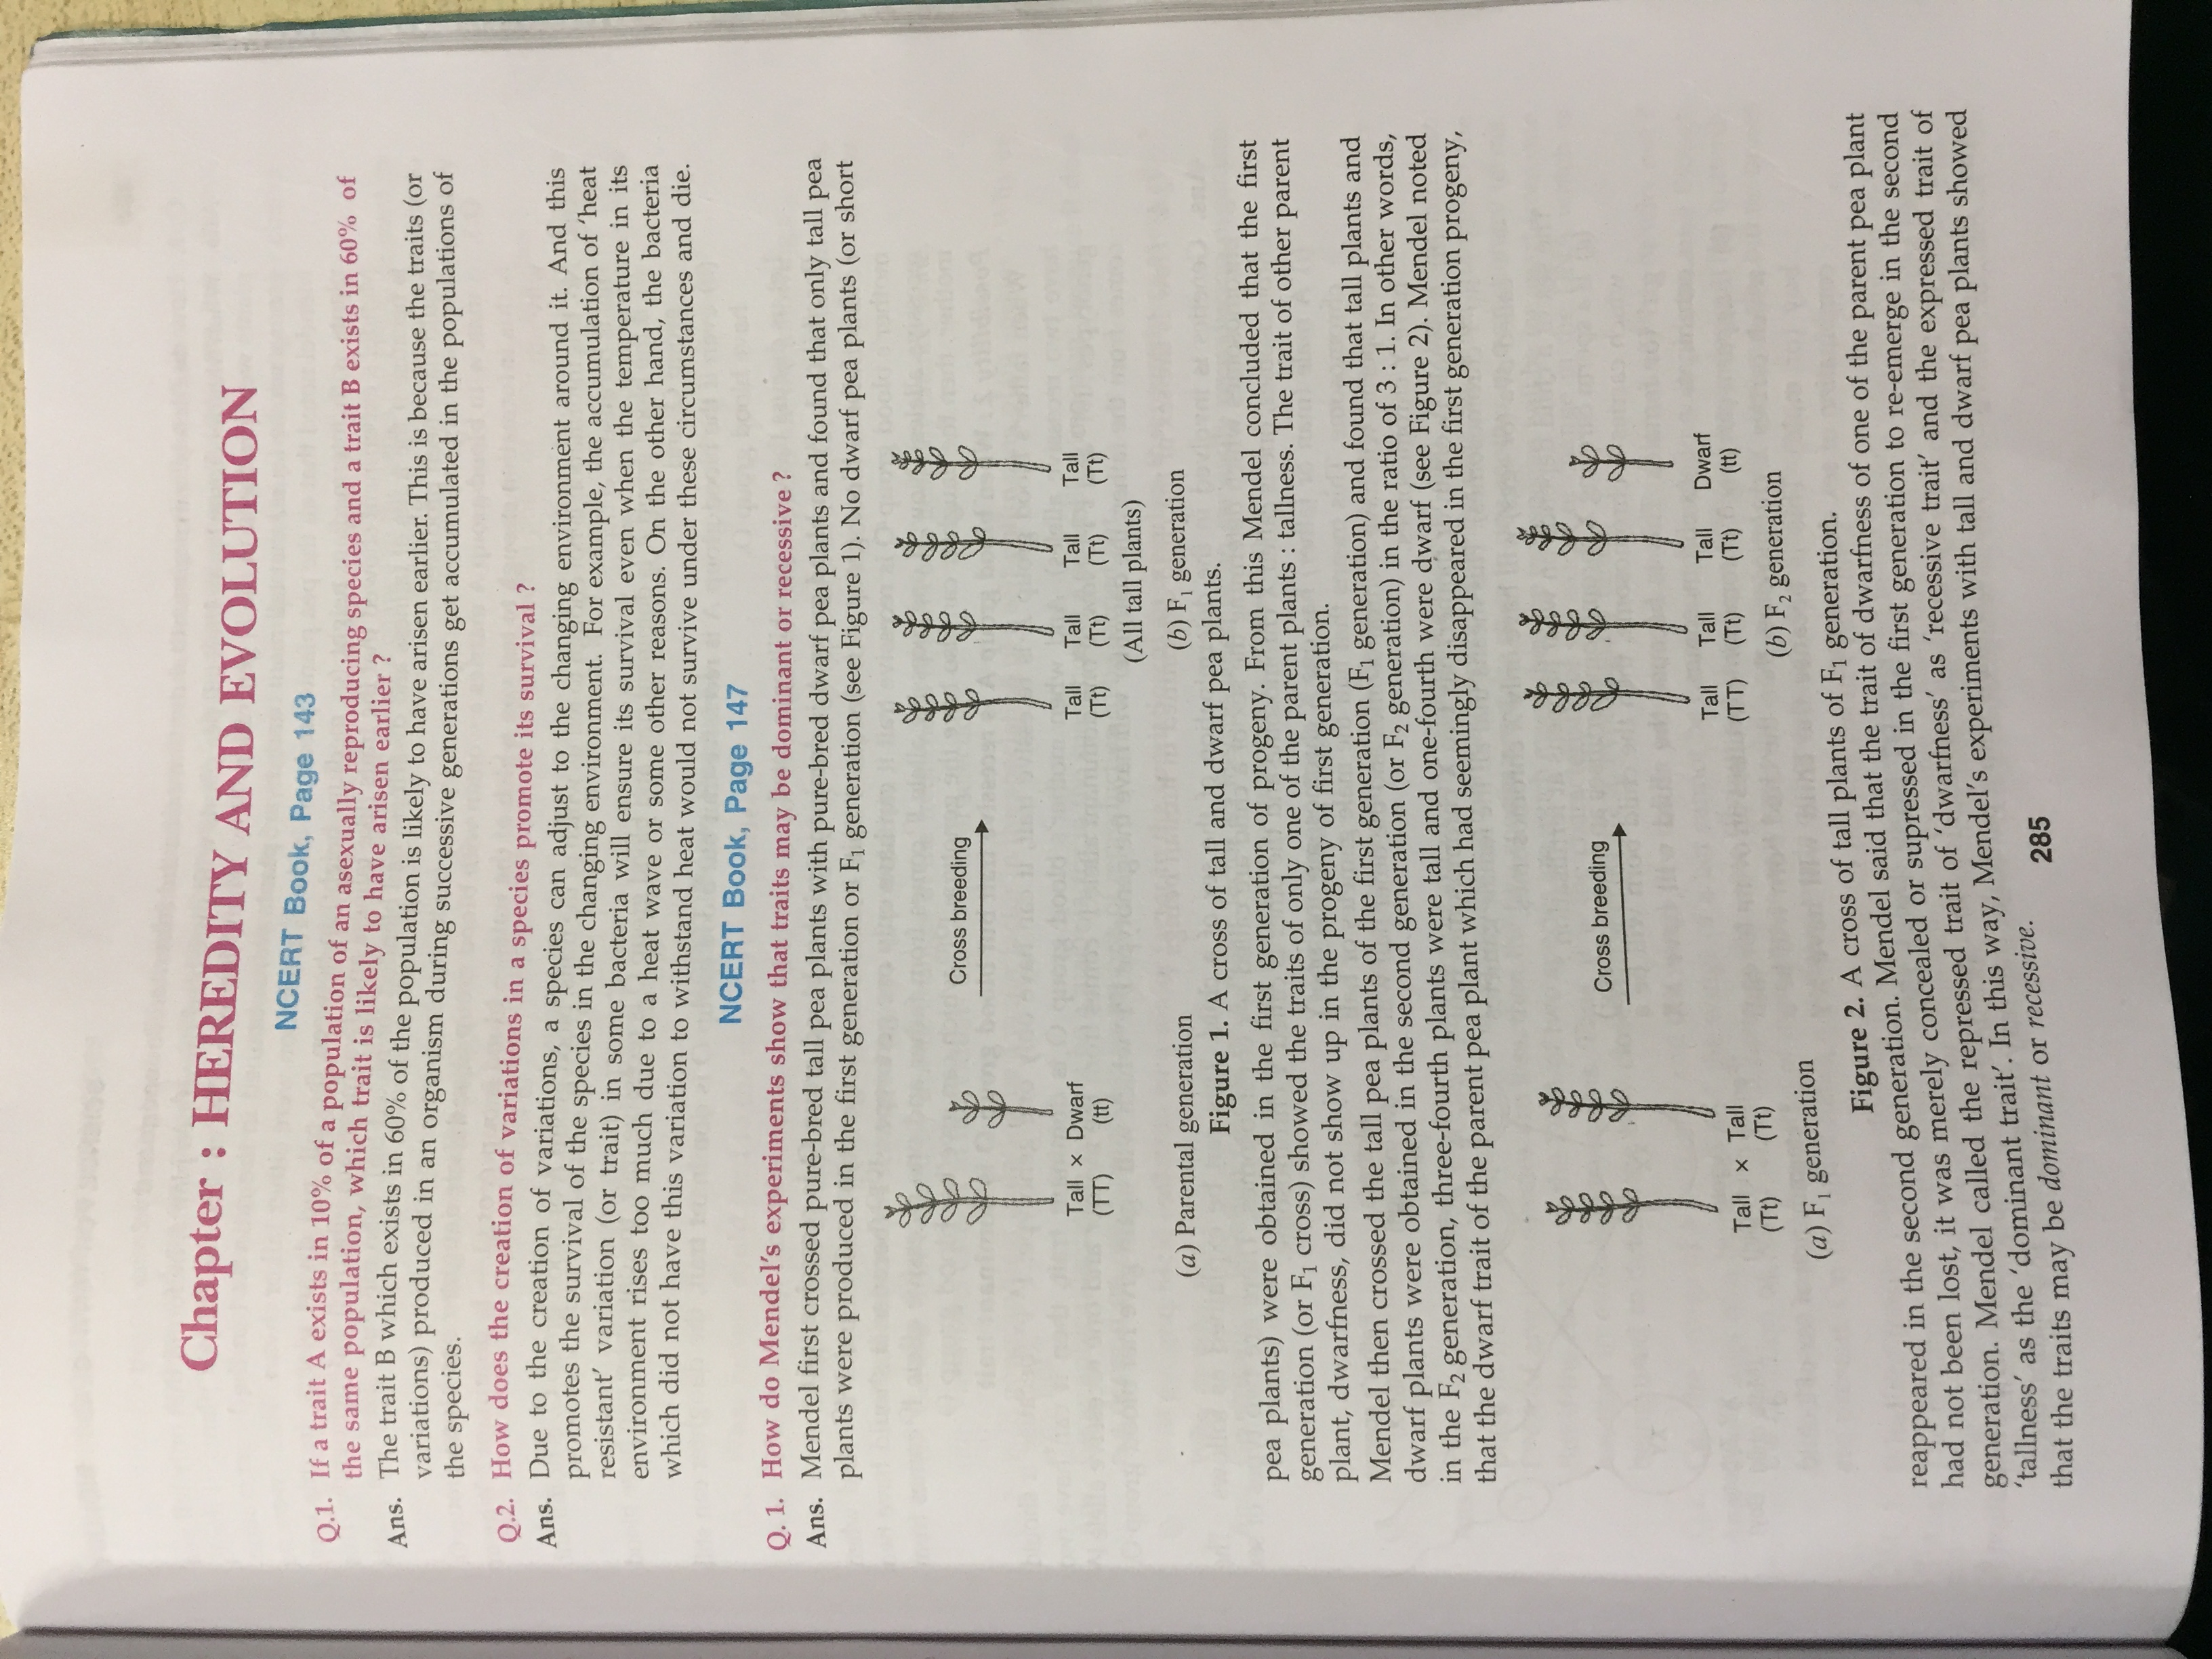 Chapter : HEREDITY AND EVOLUTION
NCERT Book, Page 143
Q.1. If a trait A exists in 10% of a population of an asexually reproducing species and a trait B exists in 60% of
the same population, which trait is likely to have arisen earlier ?
Ans. The trait B which exists in 60% of the population is likely to have arisen earlier. This is because the traits (or
variations) produced in an organism during successive generations get accumulated in the populations of
the species.
Q.2. How does the creation of variations in a species promote its survival ?
Ans. Due to the creation of variations, a species can adjust to the changing environment around it. And this
promotes the survival of the species in the changing environment. For example, the accumulation of ‘heat
resistant’ variation (or trait) in some bacteria will ensure its survival even when the temperature in its
environment rises too much due to a heat wave or some other reasons. On the other hand, the bacteria
which did not have this variation to withstand heat would not survive under these circumstances and die.
NCERT Book, Page 147
Q. 1. How do Mendel’s experiments show that traits may be dominant or recessive ?
Ans. Mendel first crossed pure-bred tall pea plants with pure-bred dwarf pea plants and found that only tall pea
plants were produced in the first generation or F₁ generation (see Figure 1). No dwarf pea plants (or short
Cross breeding
Tall × Dwarf
(TT) (tt)
Tall Tall Tall Tall
(Tt) (Tt) (Tt) (Tt)
(All tall plants)
(a) Parental generation
(b) F₁ generation
Figure 1. A cross of tall and dwarf pea plants.
pea plants) were obtained in the first generation of progeny. From this Mendel concluded that the first
generation (or F₁ cross) showed the traits of only one of the parent plants : tallness. The trait of other parent
plant, dwarfness, did not show up in the progeny of first generation.
Mendel then crossed the tall pea plants of the first generation (F₁ generation) and found that tall plants and
dwarf plants were obtained in the second generation (or F₂ generation) in the ratio of 3 : 1. In other words,
in the F₂ generation, three-fourth plants were tall and one-fourth were dwarf (see Figure 2). Mendel noted
that the dwarf trait of the parent pea plant which had seemingly disappeared in the first generation progeny,
Cross breeding
Tall × Tall
(Tt) (Tt)
Tall Tall Tall Dwarf
(TT) (Tt) (Tt) (tt)
(a) F₁ generation
(b) F₂ generation
Figure 2. A cross of tall plants of F₁ generation.
reappeared in the second generation. Mendel said that the trait of dwarfness of one of the parent pea plant
had not been lost, it was merely concealed or supressed in the first generation to re-emerge in the second
generation. Mendel called the repressed trait of ‘dwarfness’ as ‘recessive trait’ and the expressed trait of
‘tallness’ as the ‘dominant trait’. In this way, Mendel’s experiments with tall and dwarf pea plants showed
that the traits may be dominant or recessive.
285